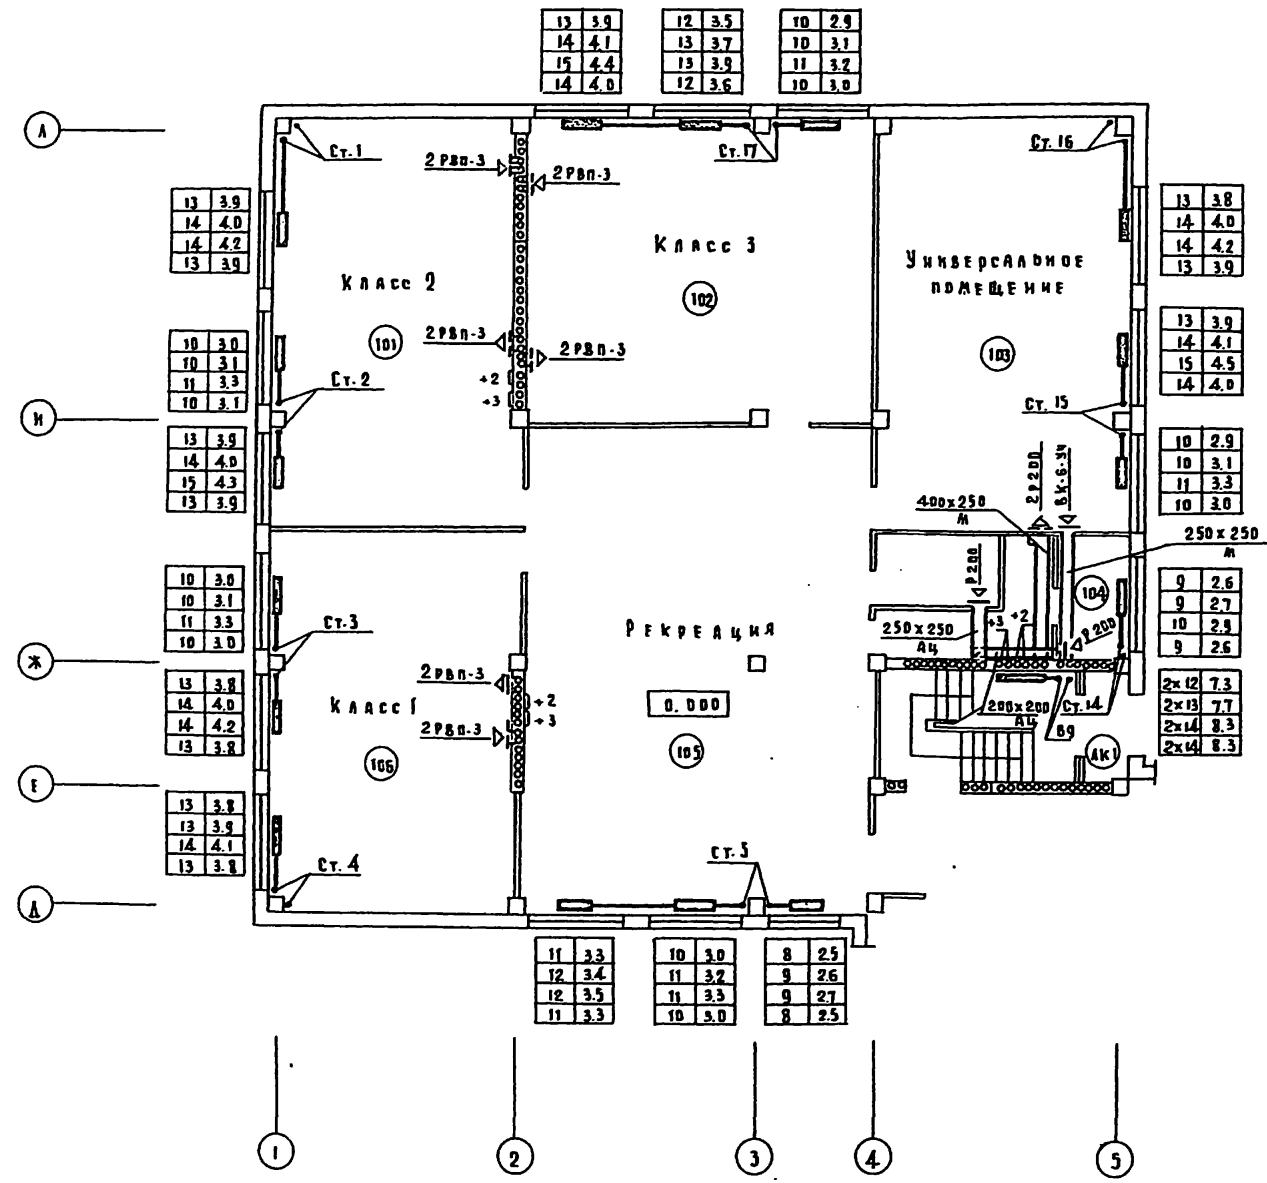 13 3.9
14 4.1
15 4.4
14 4.0
12 3.5
13 3.7
13 3.9
12 3.6
10 2.9
10 3.1
11 3.2
10 3.0
Л
Ст.1
2РВП-3
2РВП-3
Ст.17
Ст.16
13 3.9
14 4.0
14 4.2
13 3.9
Класс 2
101
Класс 3
102
Универсальное
помещение
103
13 3.8
14 4.0
14 4.2
13 3.9
10 3.0
10 3.1
11 3.3
10 3.1
2РВП-3
2РВП-3
+2
+3
Ст.2
13 3.9
14 4.1
15 4.5
14 4.0
Ст.15
И
13 3.9
14 4.0
15 4.3
13 3.9
10 2.9
10 3.1
11 3.3
10 3.0
2Р200
ВК-6-УЧ
400х250
М
250х250
М
Р200
104
10 3.0
10 3.1
11 3.3
10 3.0
Ст.3
Рекреация
250х250
АЦ
+3
+2
Р200
9 2.6
9 2.7
10 2.9
9 2.6
Ж
13 3.8
14 4.0
14 4.2
13 3.8
Класс 1
106
2РВП-3
+2
+3
2РВП-3
0.000
105
200х200
АЦ
В9
Ст.14
ЛК1
2х12 7.3
2х13 7.7
2х14 8.3
2х14 8.3
Е
13 3.8
13 3.9
14 4.1
13 3.8
Ст.4
Ст.5
Д
11 3.3
12 3.4
12 3.5
11 3.3
10 3.0
11 3.2
11 3.3
10 3.0
8 2.5
9 2.6
9 2.7
8 2.5
1
2
3
4
5